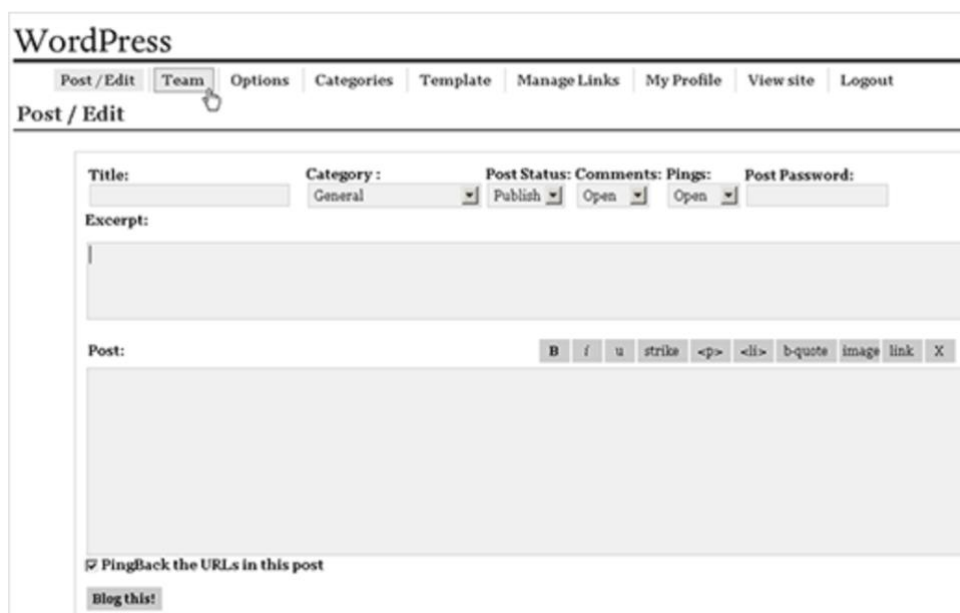 WordPress
Post / Edit Team Options Categories Template Manage Links My Profile View site Logout
Post / Edit
Title: Category : Post Status: Comments: Pings: Post Password:
General Publish Open Open
Excerpt:
Post: B i u strike <p> <li> b-quote image link X
PingBack the URLs in this post
Blog this!